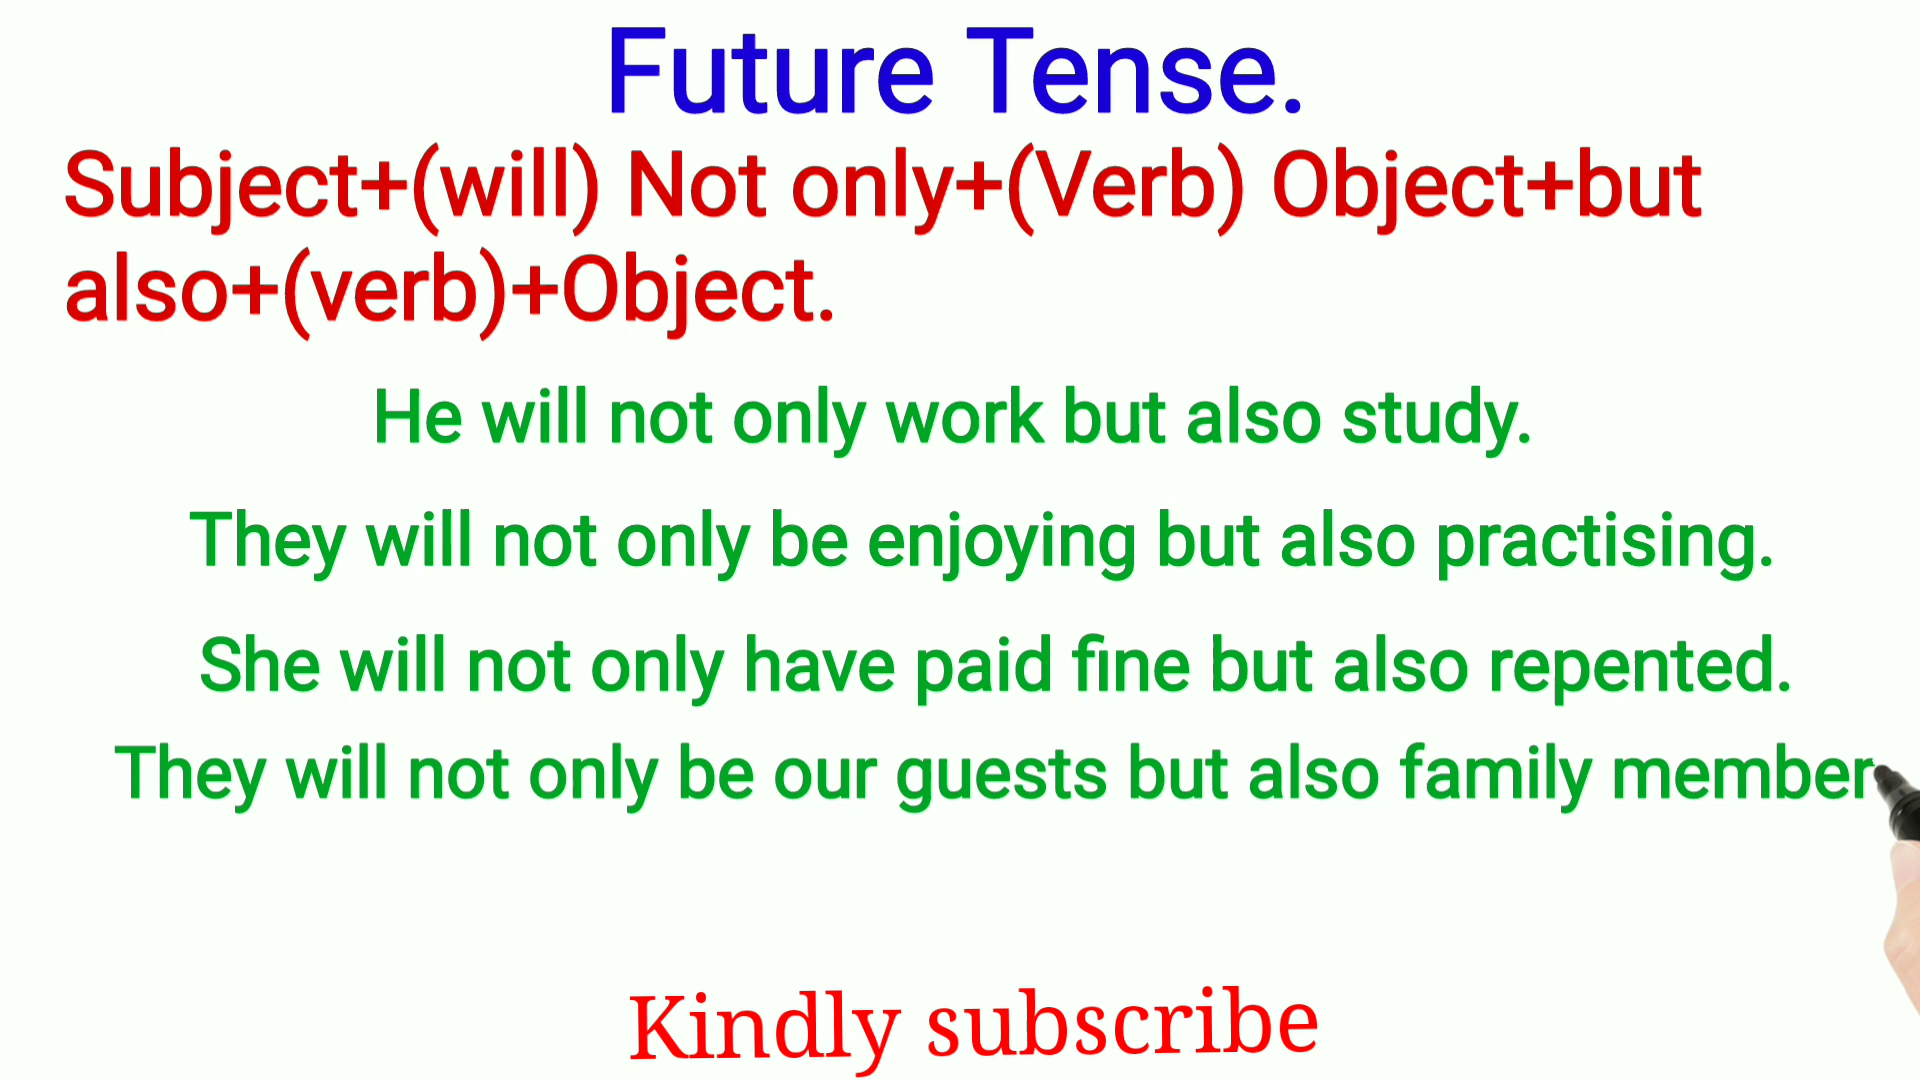 Future Tense.
Subject+(will) Not only+(Verb) Object+but
also+(verb)+Object.
He will not only work but also study.
They will not only be enjoying but also practising.
She will not only have paid fine but also repented.
They will not only be our guests but also family member
Kindly subscribe